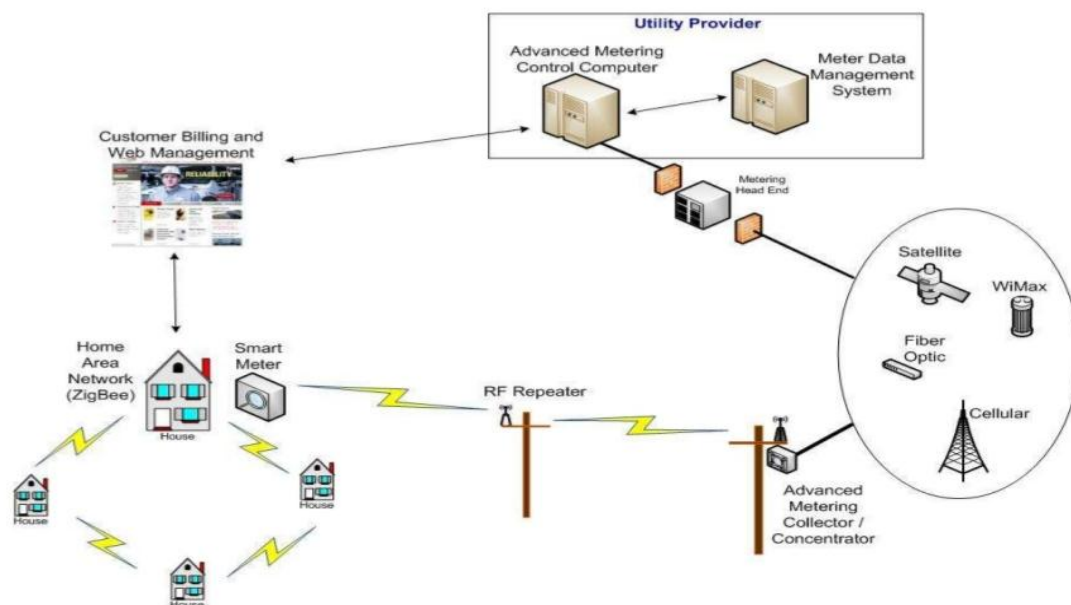 Utility Provider
Advanced Metering
Control Computer
Meter Data
Management
System
Customer Billing and
Web Management
RELIABILITY
Metering
Head End
Satellite
WiMax
Fiber
Optic
Cellular
Home
Area
Network
(ZigBee)
House
Smart
Meter
RF Repeater
Advanced
Metering
Collector /
Concentrator
House
House
House